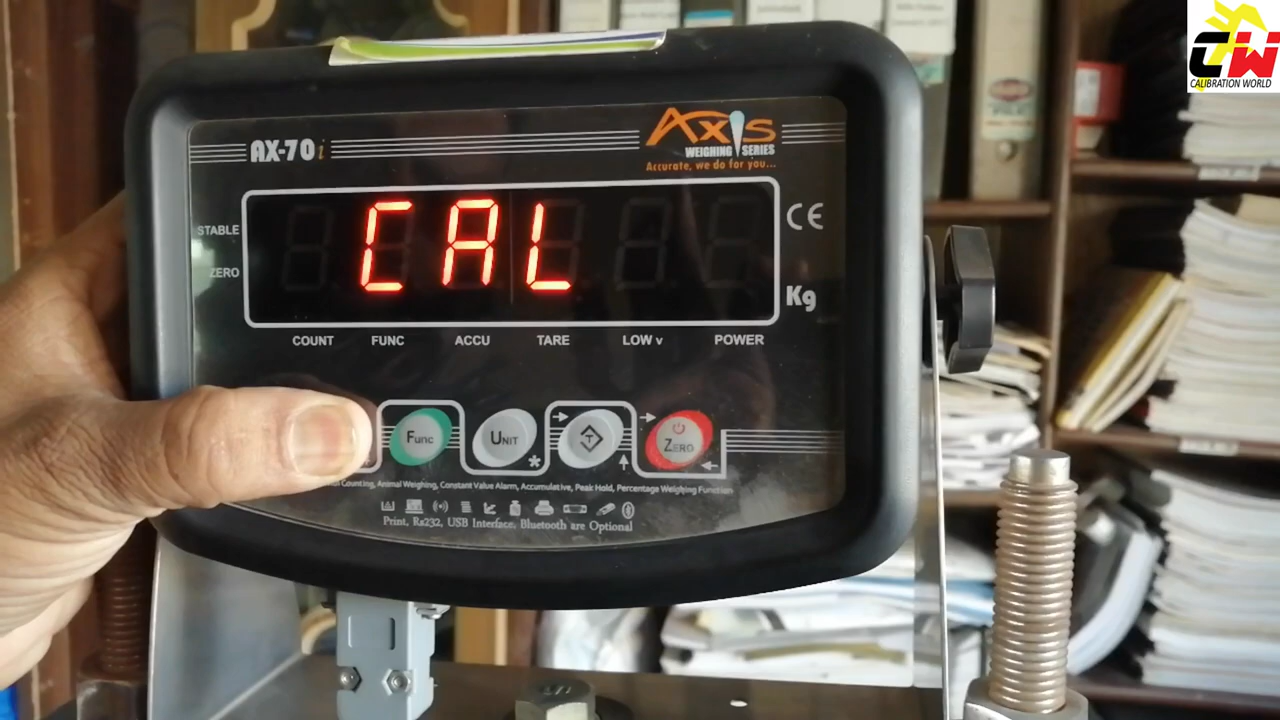 CW
CALIBRATION WORLD
AX-70i
AXIS
WEIGHING SERIES
Accurate, we do for you...
STABLE
ZERO
CAL
CE
Kg
COUNT FUNC ACCU TARE LOW v POWER
Func UNIT * T ZERO
Counting, Animal Weighing, Constant Value Alarm, Accumulative, Peak Hold, Percentage Weighing Function
Print, Rs232, USB Interface, Bluetooth are Optional